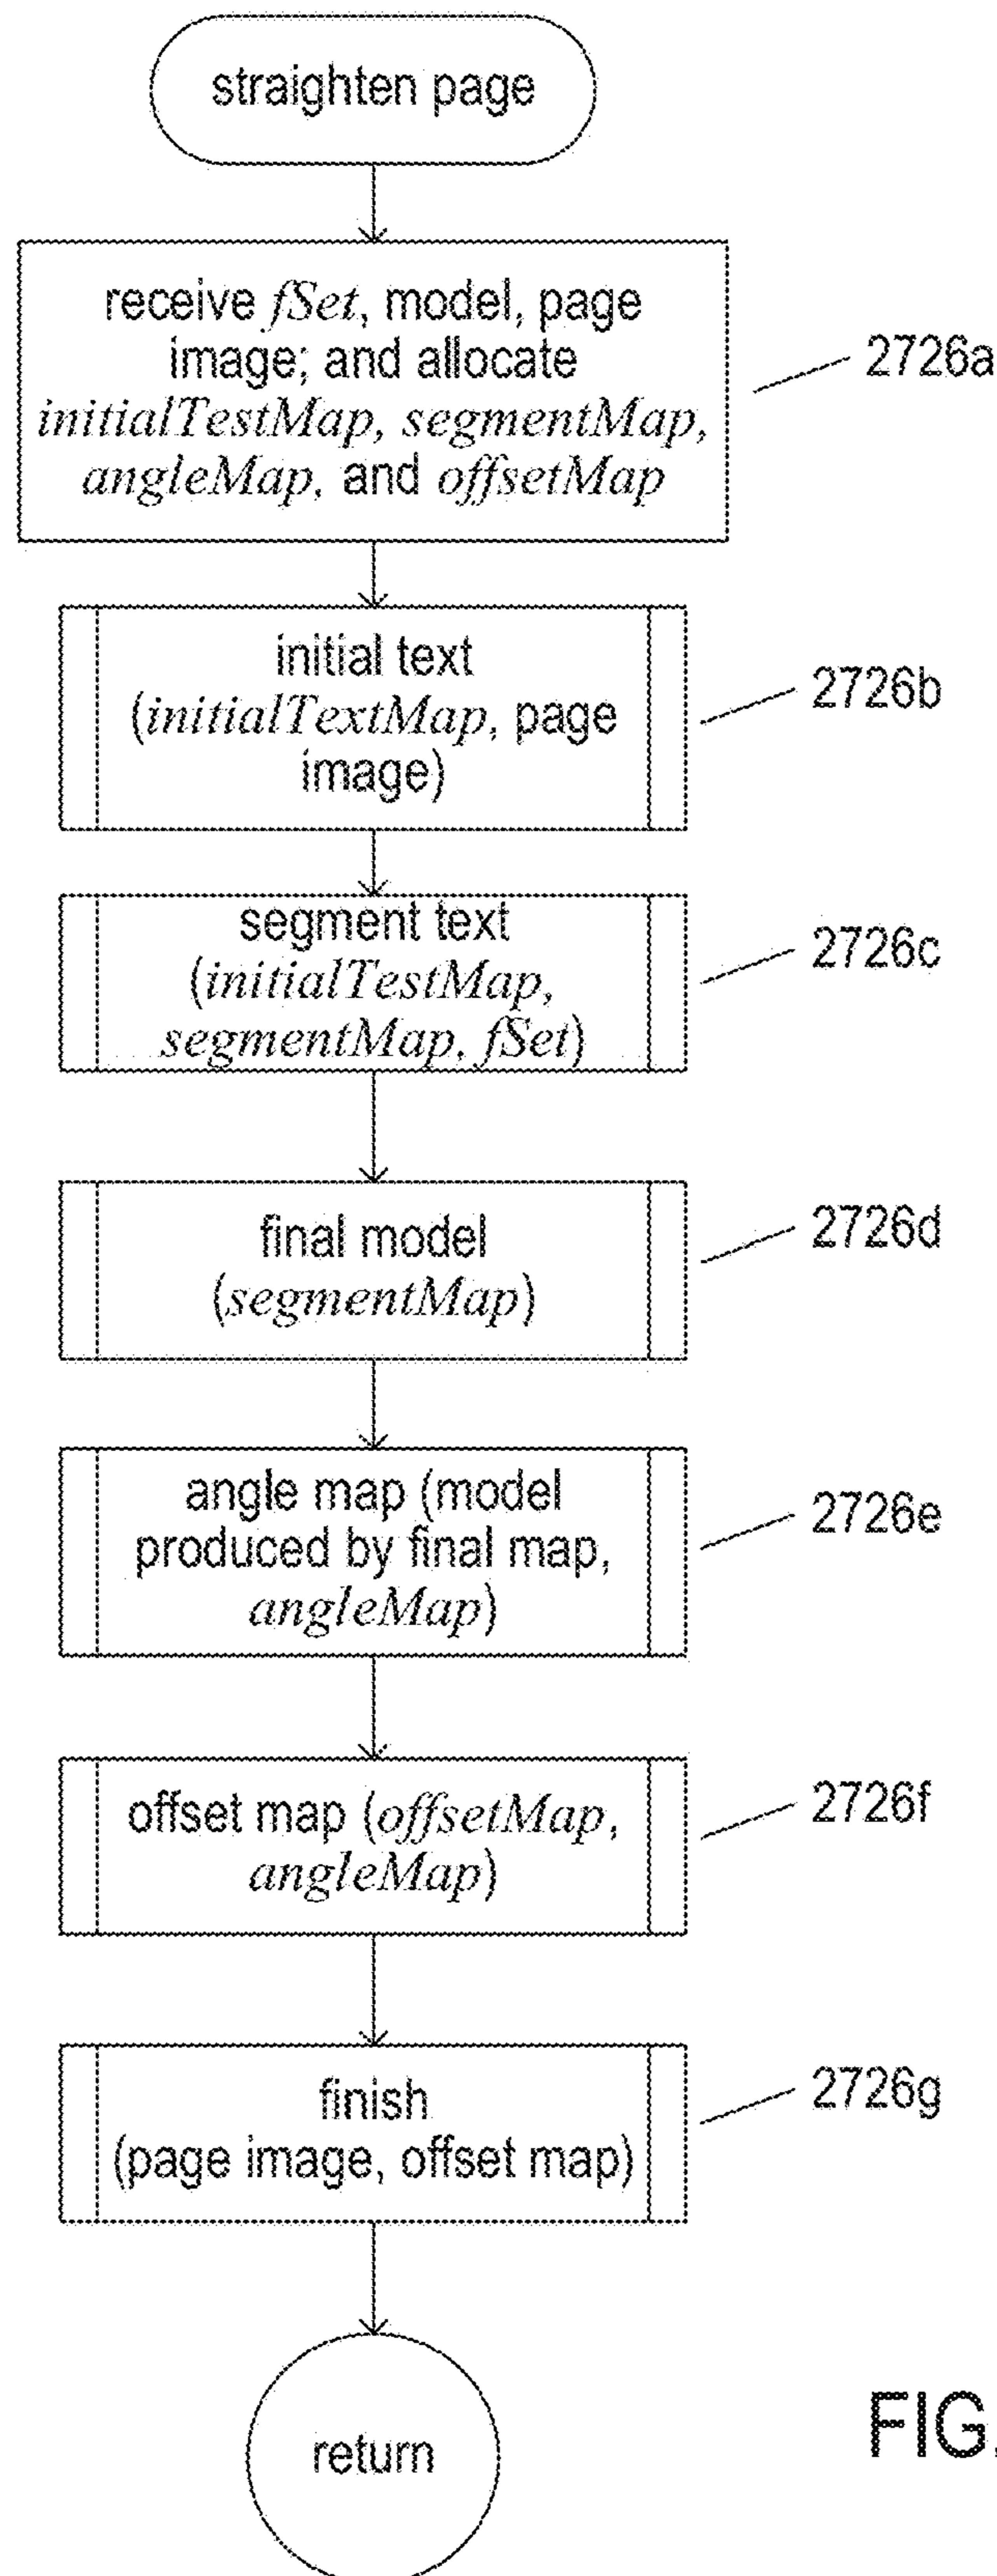 straighten page
receive fSet, model, page
image; and allocate
initialTestMap, segmentMap,
angleMap, and offsetMap
2726a
initial text
(initialTextMap, page
image)
2726b
segment text
(initialTestMap,
segmentMap, fSet)
2726c
final model
(segmentMap)
2726d
angle map (model
produced by final map,
angleMap)
2726e
offset map (offsetMap,
angleMap)
2726f
finish
(page image, offset map)
2726g
return
FIG.